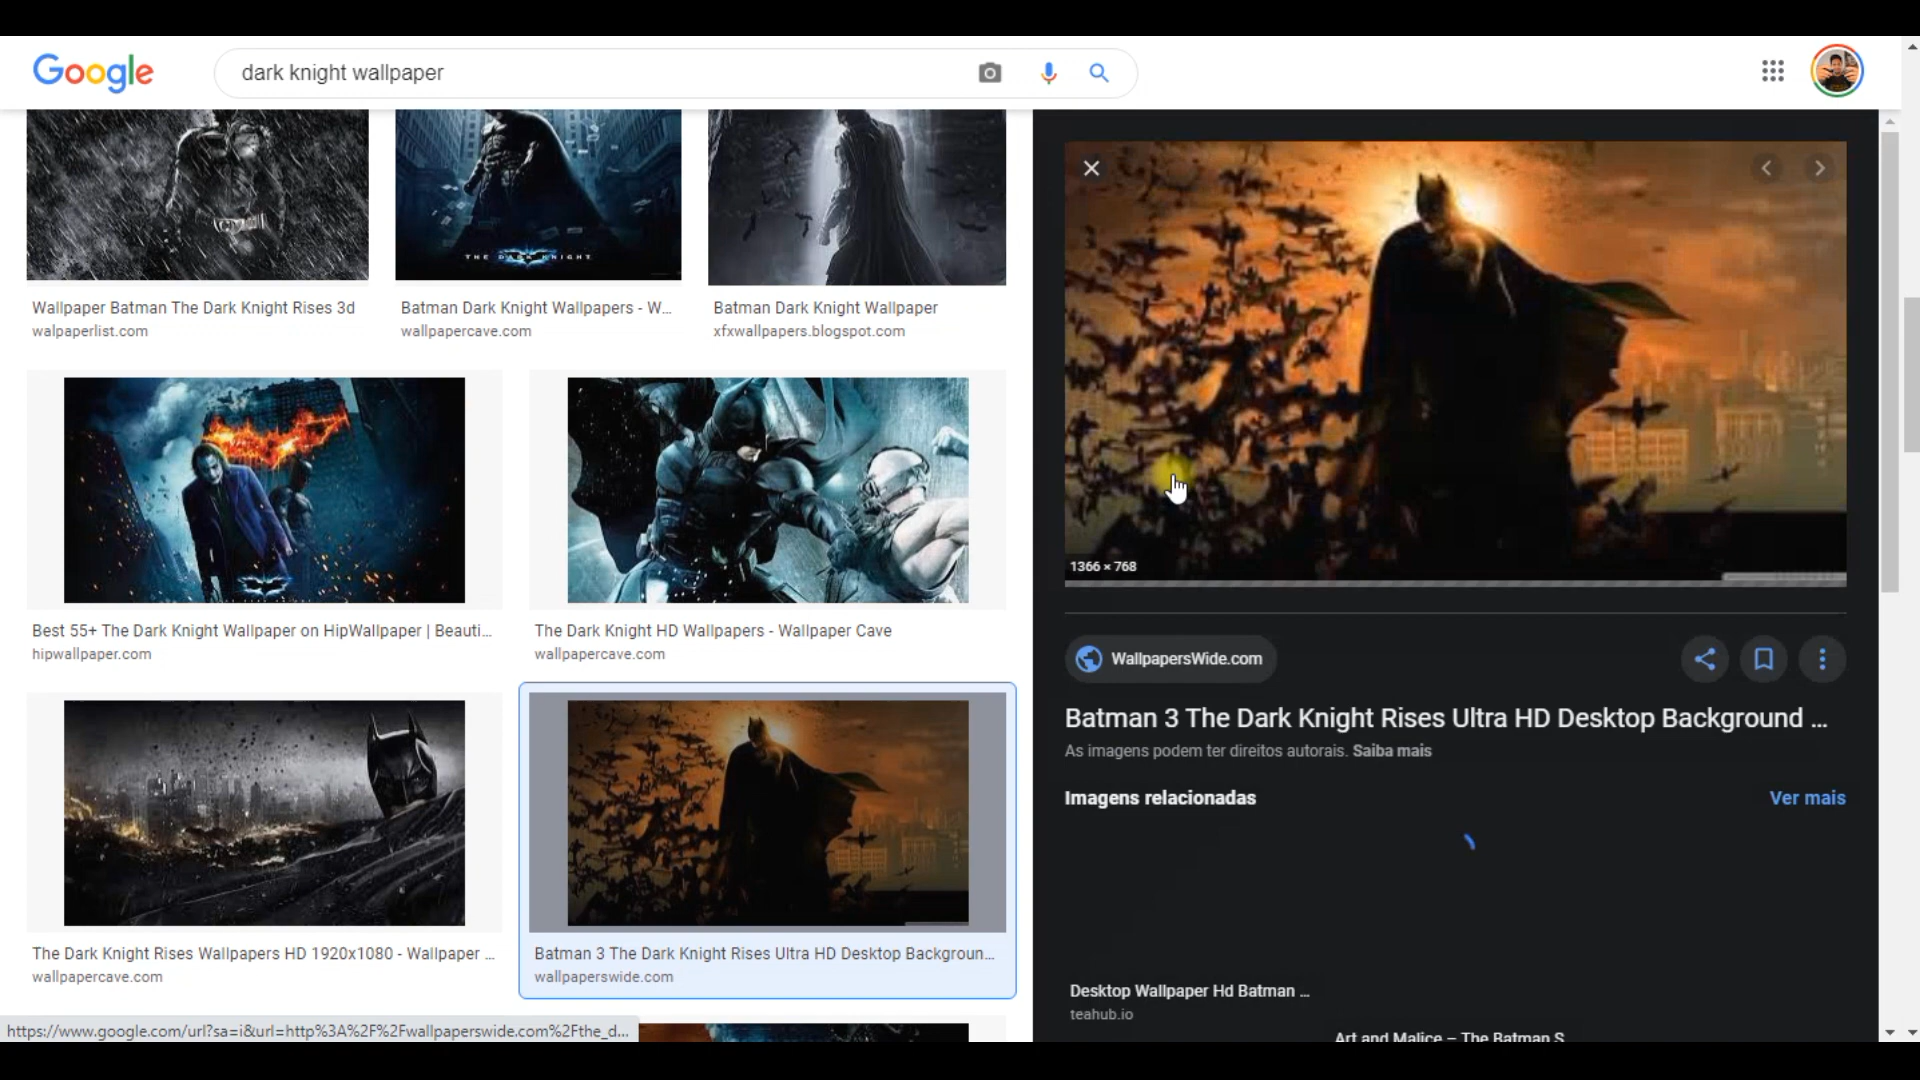 Google
dark knight wallpaper
THE DARK KNIGHT
Wallpaper Batman The Dark Knight Rises 3d
walpaperlist.com
Batman Dark Knight Wallpapers - W...
wallpapercave.com
Batman Dark Knight Wallpaper
xfxwallpapers.blogspot.com
Best 55+ The Dark Knight Wallpaper on HipWallpaper | Beauti...
hipwallpaper.com
The Dark Knight HD Wallpapers - Wallpaper Cave
wallpapercave.com
The Dark Knight Rises Wallpapers HD 1920x1080 - Wallpaper ...
wallpapercave.com
Batman 3 The Dark Knight Rises Ultra HD Desktop Backgroun...
wallpaperswide.com
https://www.google.com/url?sa=i&url=http%3A%2F%2Fwallpaperswide.com%2Fthe_d...
1366 × 768
WallpapersWide.com
Batman 3 The Dark Knight Rises Ultra HD Desktop Background ...
As imagens podem ter direitos autorais. Saiba mais
Imagens relacionadas
Ver mais
Desktop Wallpaper Hd Batman ...
teahub.io
Art and Malice – The Batman S